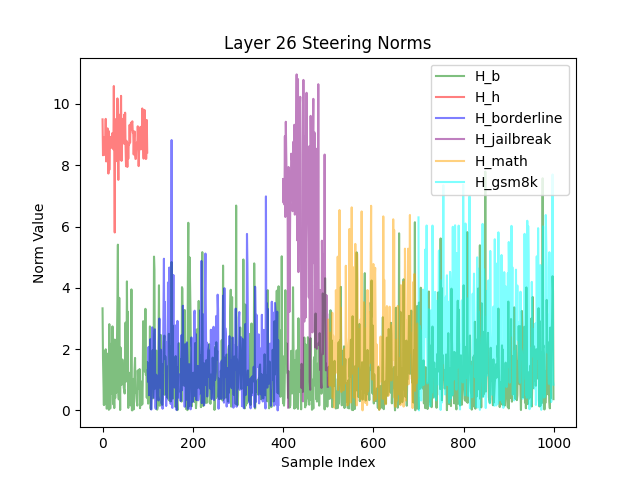 Layer 26 Steering Norms
Norm Value
10
8
6
4
2
0
0
200
400
600
800
1000
Sample Index
H_b
H_h
H_borderline
H_jailbreak
H_math
H_gsm8k